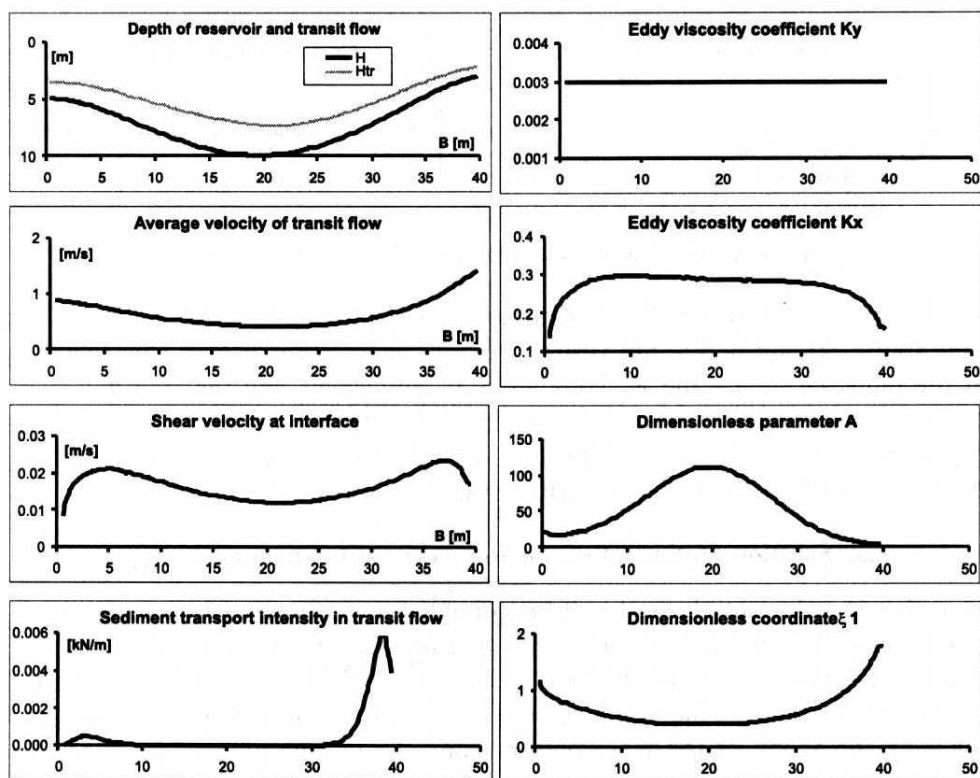 Depth of reservoir and transit flow
0
[m]
H
Htr
5
B [m]
10
0 5 10 15 20 25 30 35 40
Eddy viscosity coefficient Ky
0.004
0.003
0.002
0.001
0 10 20 30 40 50
Average velocity of transit flow
2
[m/s]
1
B [m]
0
0 5 10 15 20 25 30 35 40
Eddy viscosity coefficient Kx
0.4
0.3
0.2
0.1
0 10 20 30 40 50
Shear velocity at interface
0.03
[m/s]
0.02
0.01
B [m]
0
0 5 10 15 20 25 30 35 40
Dimensionless parameter A
150
100
50
0
0 10 20 30 40 50
Sediment transport intensity in transit flow
0.006
[kN/m]
0.004
0.002
0.000
0 10 20 30 40 50
Dimensionless coordinateξ 1
2
1
0
0 10 20 30 40 50